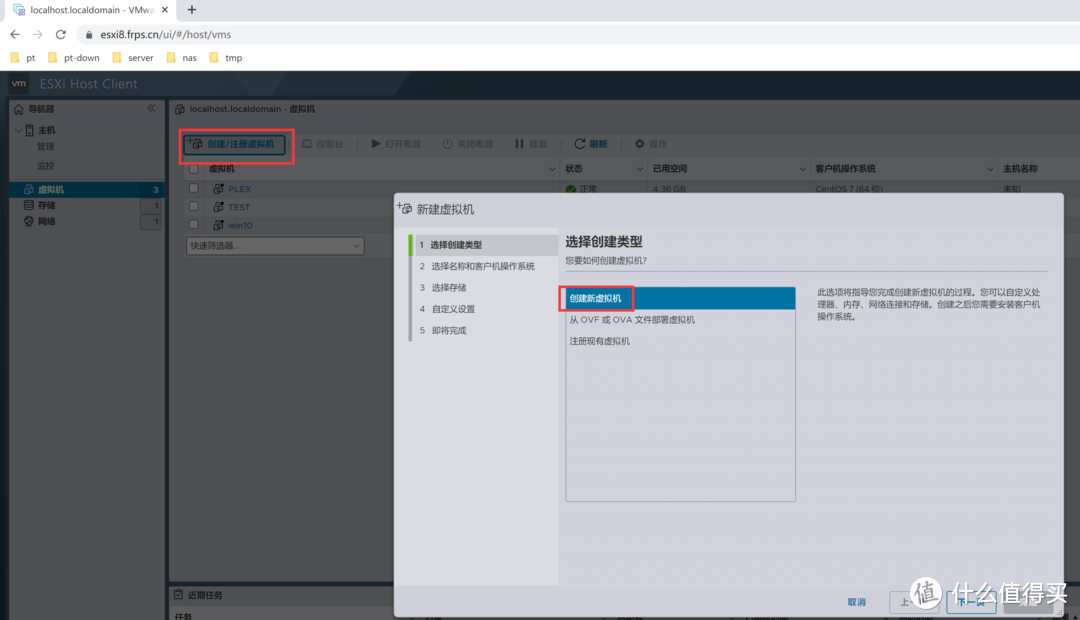 localhost.localdomain - VMwa
esxi8.frps.cn/ui/#/host/vms
pt pt-down server nas tmp
vm ESXi Host Client
导航器
主机
管理
监控
虚拟机 3
存储 1
网络 1
localhost.localdomain - 虚拟机
创建/注册虚拟机 控制台 打开电源 关闭电源 挂起 刷新 操作
虚拟机 状态 已用空间 客户机操作系统 主机名称
PLEX 正常 4.36 GB CentOS 7 (64 位) 未知
TEST
win10
快速筛选器...
新建虚拟机
1 选择创建类型
2 选择名称和客户机操作系统
3 选择存储
4 自定义设置
5 即将完成
选择创建类型
您要如何创建虚拟机?
创建新虚拟机
从 OVF 或 OVA 文件部署虚拟机
注册现有虚拟机
此选项将指导您完成创建新虚拟机的过程。您可以自定义处
理器、内存、网络连接和存储。创建之后您需要安装客户机
操作系统。
取消 上一 下一页
近期任务
任务
值 什么值得买